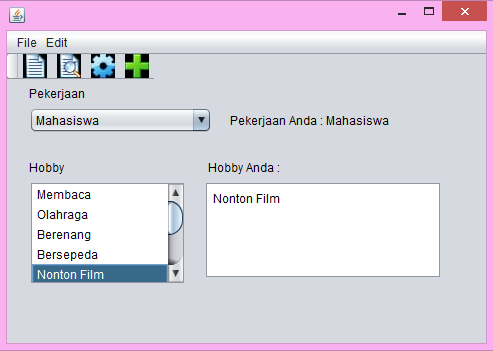 File Edit
Pekerjaan
Mahasiswa
Pekerjaan Anda : Mahasiswa
Hobby
Hobby Anda :
Membaca
Olahraga
Berenang
Bersepeda
Nonton Film
Nonton Film